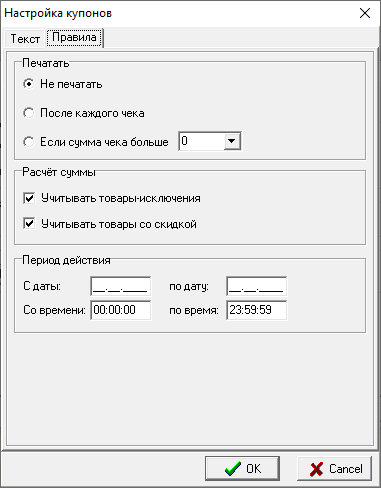 Настройка купонов
Текст Правила
Печатать
Не печатать
После каждого чека
Если сумма чека больше 0
Расчёт суммы
Учитывать товары-исключения
Учитывать товары со скидкой
Период действия
С даты: __.__.____ по дату: __.__.____
Со времени: 00:00:00 по время: 23:59:59
OK Cancel